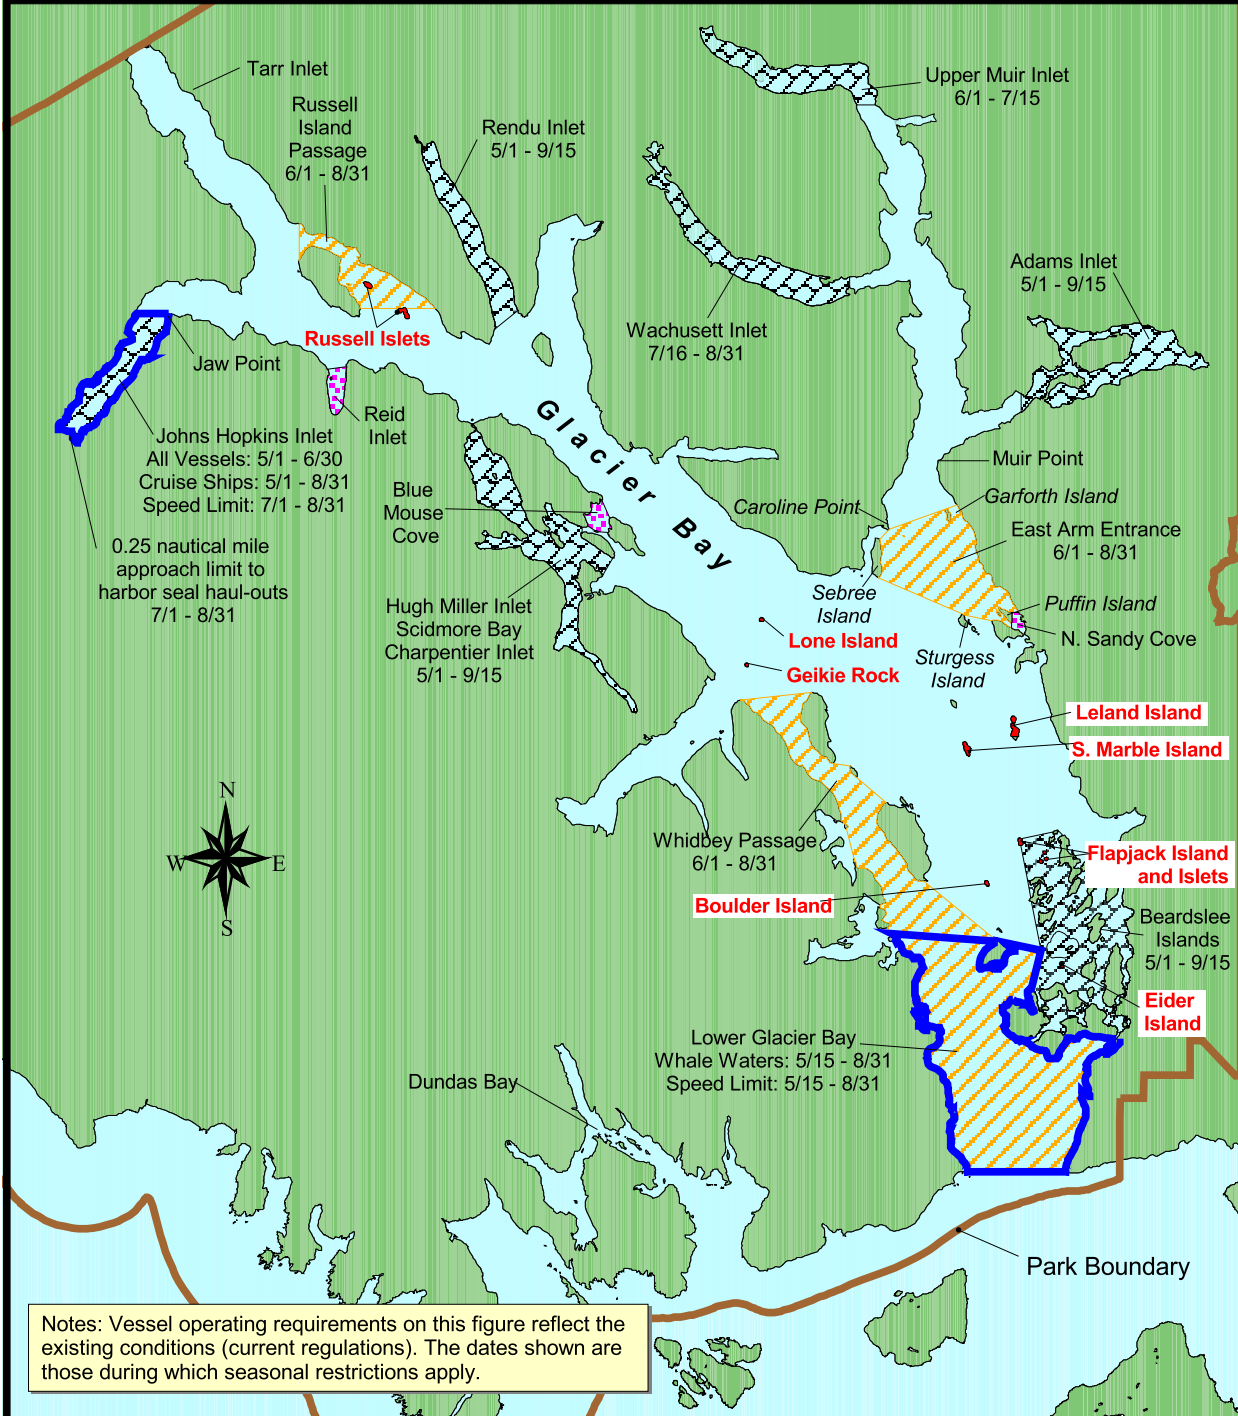 Tarr Inlet
Russell
Island
Passage
6/1 - 8/31
Rendu Inlet
5/1 - 9/15
Upper Muir Inlet
6/1 - 7/15
Adams Inlet
5/1 - 9/15
Wachusett Inlet
7/16 - 8/31
Russell Islets
Jaw Point
Reid
Inlet
Johns Hopkins Inlet
All Vessels: 5/1 - 6/30
Cruise Ships: 5/1 - 8/31
Speed Limit: 7/1 - 8/31
Glacier Bay
Blue
Mouse
Cove
Muir Point
Caroline Point
Garforth Island
East Arm Entrance
6/1 - 8/31
0.25 nautical mile
approach limit to
harbor seal haul-outs
7/1 - 8/31
Hugh Miller Inlet
Scidmore Bay
Charpentier Inlet
5/1 - 9/15
Sebree
Island
Puffin Island
N. Sandy Cove
Lone Island
Sturgess
Island
Geikie Rock
Leland Island
S. Marble Island
N
W
E
S
Whidbey Passage
6/1 - 8/31
Flapjack Island
and Islets
Boulder Island
Beardslee
Islands
5/1 - 9/15
Eider
Island
Lower Glacier Bay
Whale Waters: 5/15 - 8/31
Speed Limit: 5/15 - 8/31
Dundas Bay
Park Boundary
Notes: Vessel operating requirements on this figure reflect the
existing conditions (current regulations). The dates shown are
those during which seasonal restrictions apply.